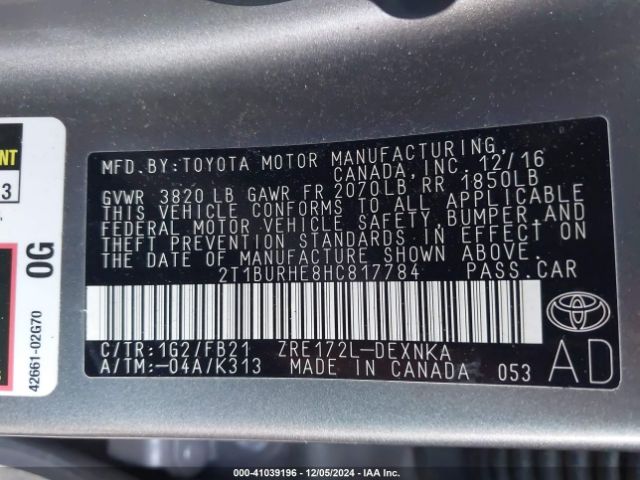 NT
3
0G
42661-02G70
MFD.BY:TOYOTA MOTOR MANUFACTURING,
CANADA,INC. 12/16
GVWR 3820 LB GAWR FR 2070LB, RR 1850LB
THIS VEHICLE CONFORMS TO ALL APPLICABLE
FEDERAL MOTOR VEHICLE SAFETY, BUMPER, AND
THEFT PREVENTION STANDARDS IN EFFECT ON
THE DATE OF MANUFACTURE SHOWN ABOVE.
2T1BURHE8HC817784 PASS.CAR
C/TR:1G2/FB21 ZRE172L-DEXNKA
A/TM:-04A/K313 MADE IN CANADA 053
AD
000-41039196 - 12/05/2024 - IAA Inc.